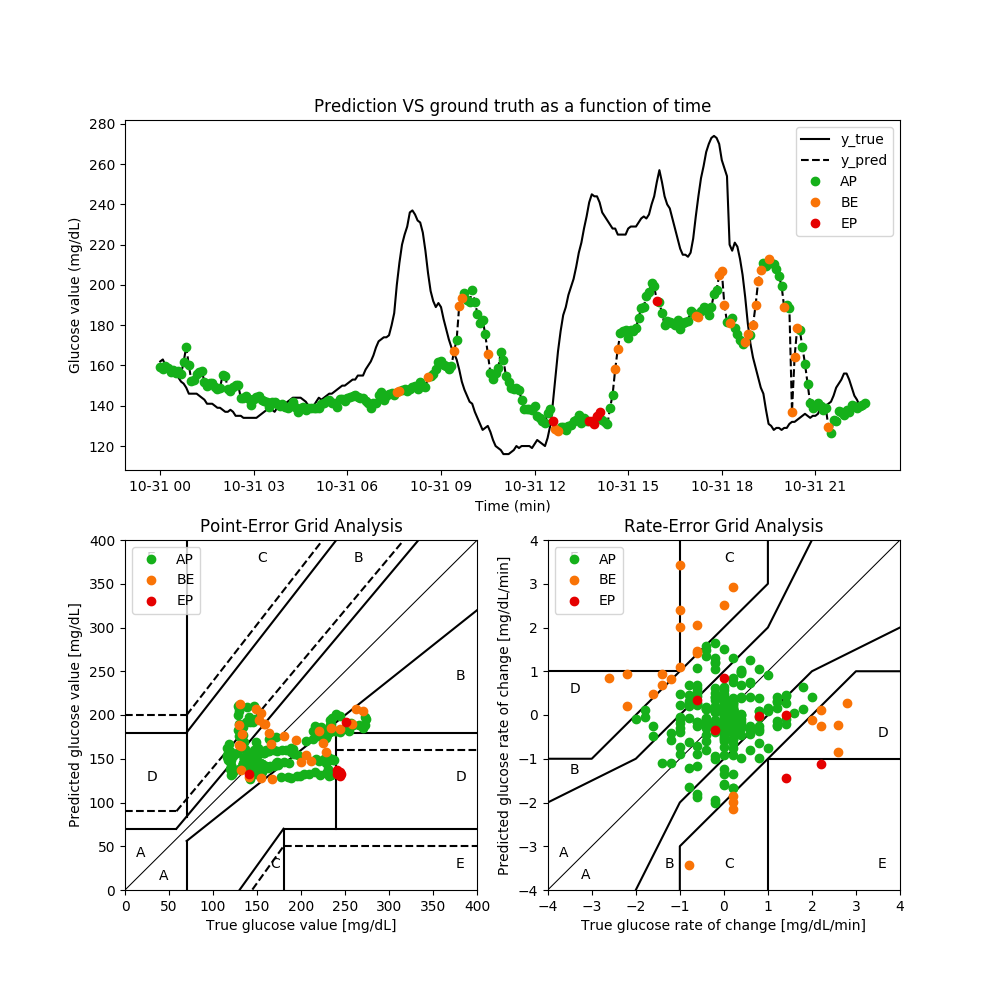 Prediction VS ground truth as a function of time
Glucose value (mg/dL)
280
260
240
220
200
180
160
140
120
y_true
y_pred
AP
BE
EP
10-31 00 10-31 03 10-31 06 10-31 09 10-31 12 10-31 15 10-31 18 10-31 21
Time (min)
Point-Error Grid Analysis
Predicted glucose value [mg/dL]
400
350
300
250
200
150
100
50
0
AP
BE
EP
C B
B
D D
A
A
C
E
0 50 100 150 200 250 300 350 400
True glucose value [mg/dL]
Rate-Error Grid Analysis
Predicted glucose rate of change [mg/dL/min]
4
3
2
1
0
−1
−2
−3
−4
AP
BE
EP
C
D
D
B
A
A
B
C
E
−4 −3 −2 −1 0 1 2 3 4
True glucose rate of change [mg/dL/min]